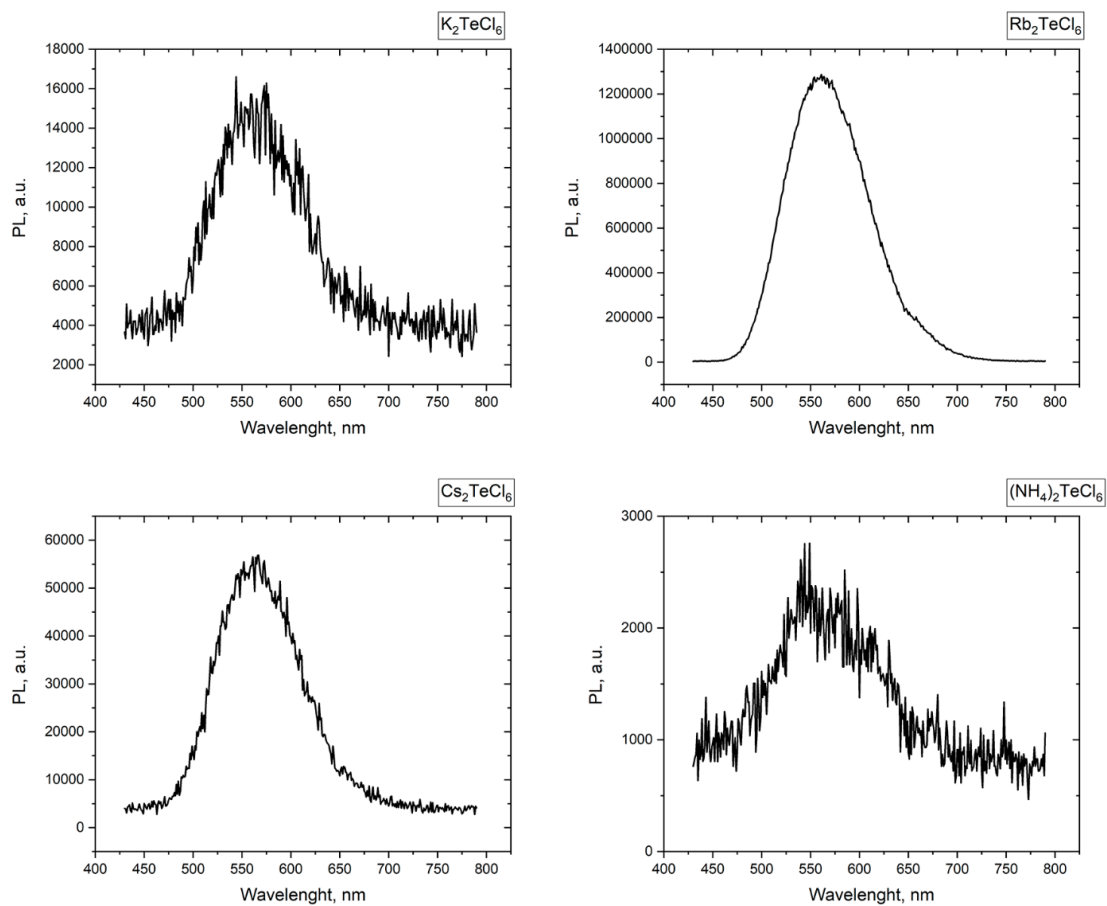 K₂TeCl₆
18000
16000
14000
12000
10000
8000
6000
4000
2000
PL, a.u.
400 450 500 550 600 650 700 750 800
Wavelenght, nm
Rb₂TeCl₆
1400000
1200000
1000000
800000
600000
400000
200000
0
PL, a.u.
400 450 500 550 600 650 700 750 800
Wavelenght, nm
Cs₂TeCl₆
60000
50000
40000
30000
20000
10000
0
PL, a.u.
400 450 500 550 600 650 700 750 800
Wavelenght, nm
(NH₄)₂TeCl₆
3000
2000
1000
0
PL, a.u.
400 450 500 550 600 650 700 750 800
Wavelenght, nm